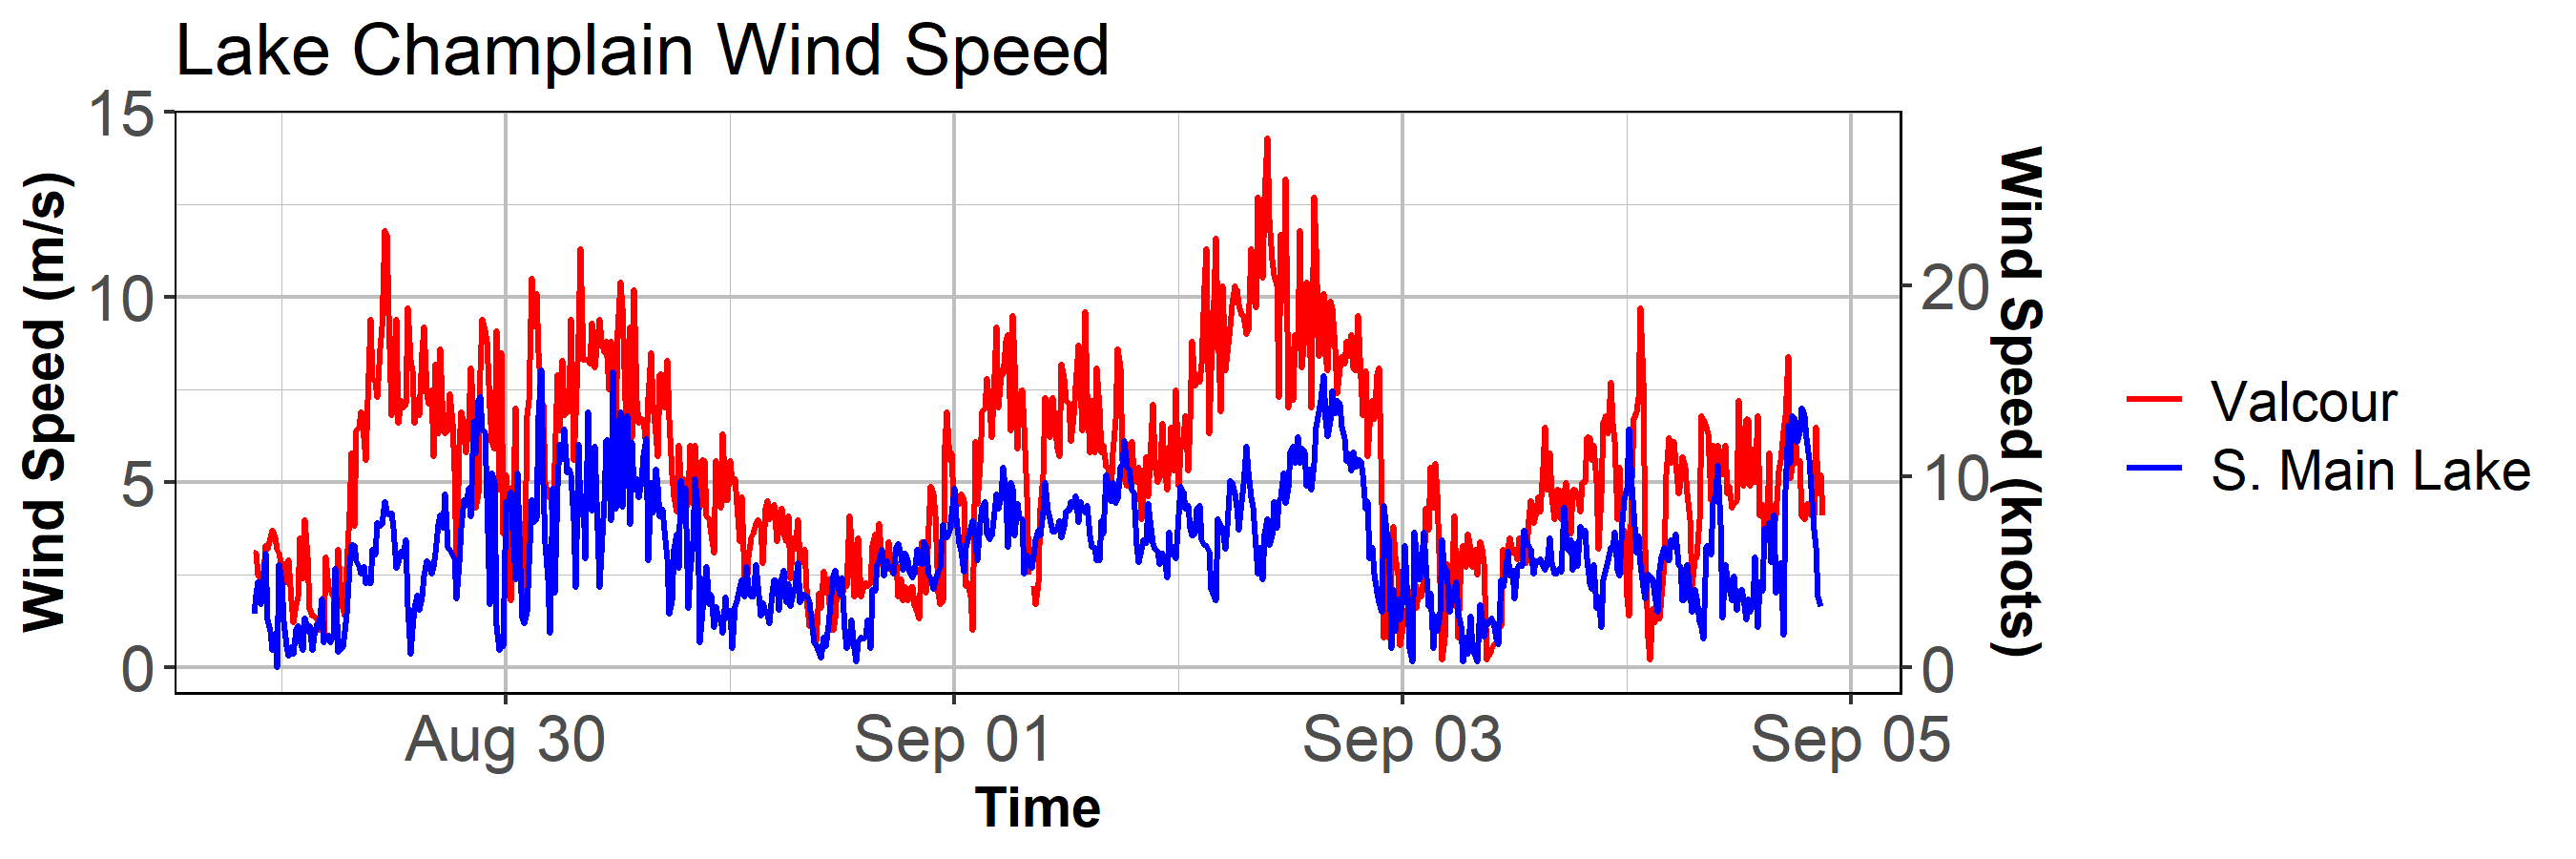 Lake Champlain Wind Speed
15
10
5
0
Wind Speed (m/s)
20
10
0
Wind Speed (knots)
Aug 30
Sep 01
Sep 03
Sep 05
Time
Valcour
S. Main Lake